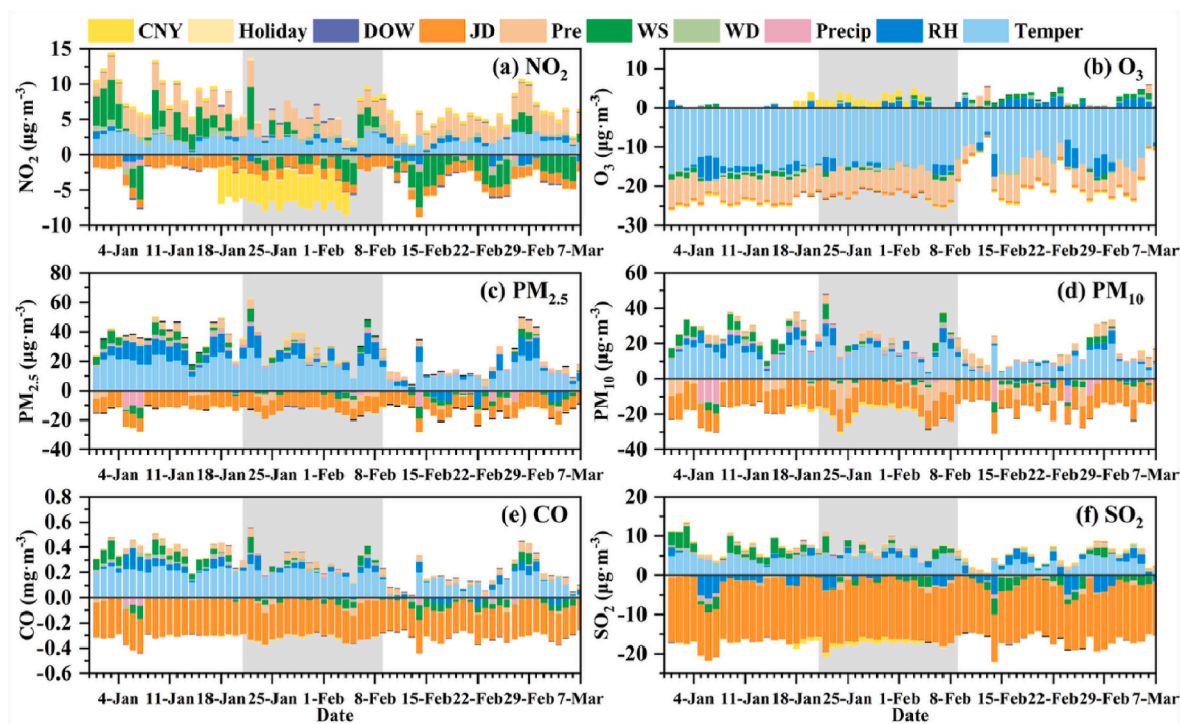 CNY Holiday DOW JD Pre WS WD Precip RH Temper
(a) NO₂
NO₂ (μg·m⁻³)
15
10
5
0
-5
-10
4-Jan 11-Jan 18-Jan 25-Jan 1-Feb 8-Feb 15-Feb 22-Feb 29-Feb 7-Mar
(b) O₃
O₃ (μg·m⁻³)
10
0
-10
-20
-30
4-Jan 11-Jan 18-Jan 25-Jan 1-Feb 8-Feb 15-Feb 22-Feb 29-Feb 7-Mar
(c) PM₂.₅
PM₂.₅ (μg·m⁻³)
80
60
40
20
0
-20
-40
4-Jan 11-Jan 18-Jan 25-Jan 1-Feb 8-Feb 15-Feb 22-Feb 29-Feb 7-Mar
(d) PM₁₀
PM₁₀ (μg·m⁻³)
60
40
20
0
-20
-40
4-Jan 11-Jan 18-Jan 25-Jan 1-Feb 8-Feb 15-Feb 22-Feb 29-Feb 7-Mar
(e) CO
CO (mg·m⁻³)
0.8
0.6
0.4
0.2
0.0
-0.2
-0.4
-0.6
4-Jan 11-Jan 18-Jan 25-Jan 1-Feb 8-Feb 15-Feb 22-Feb 29-Feb 7-Mar
Date
(f) SO₂
SO₂ (μg·m⁻³)
20
10
0
-10
-20
4-Jan 11-Jan 18-Jan 25-Jan 1-Feb 8-Feb 15-Feb 22-Feb 29-Feb 7-Mar
Date